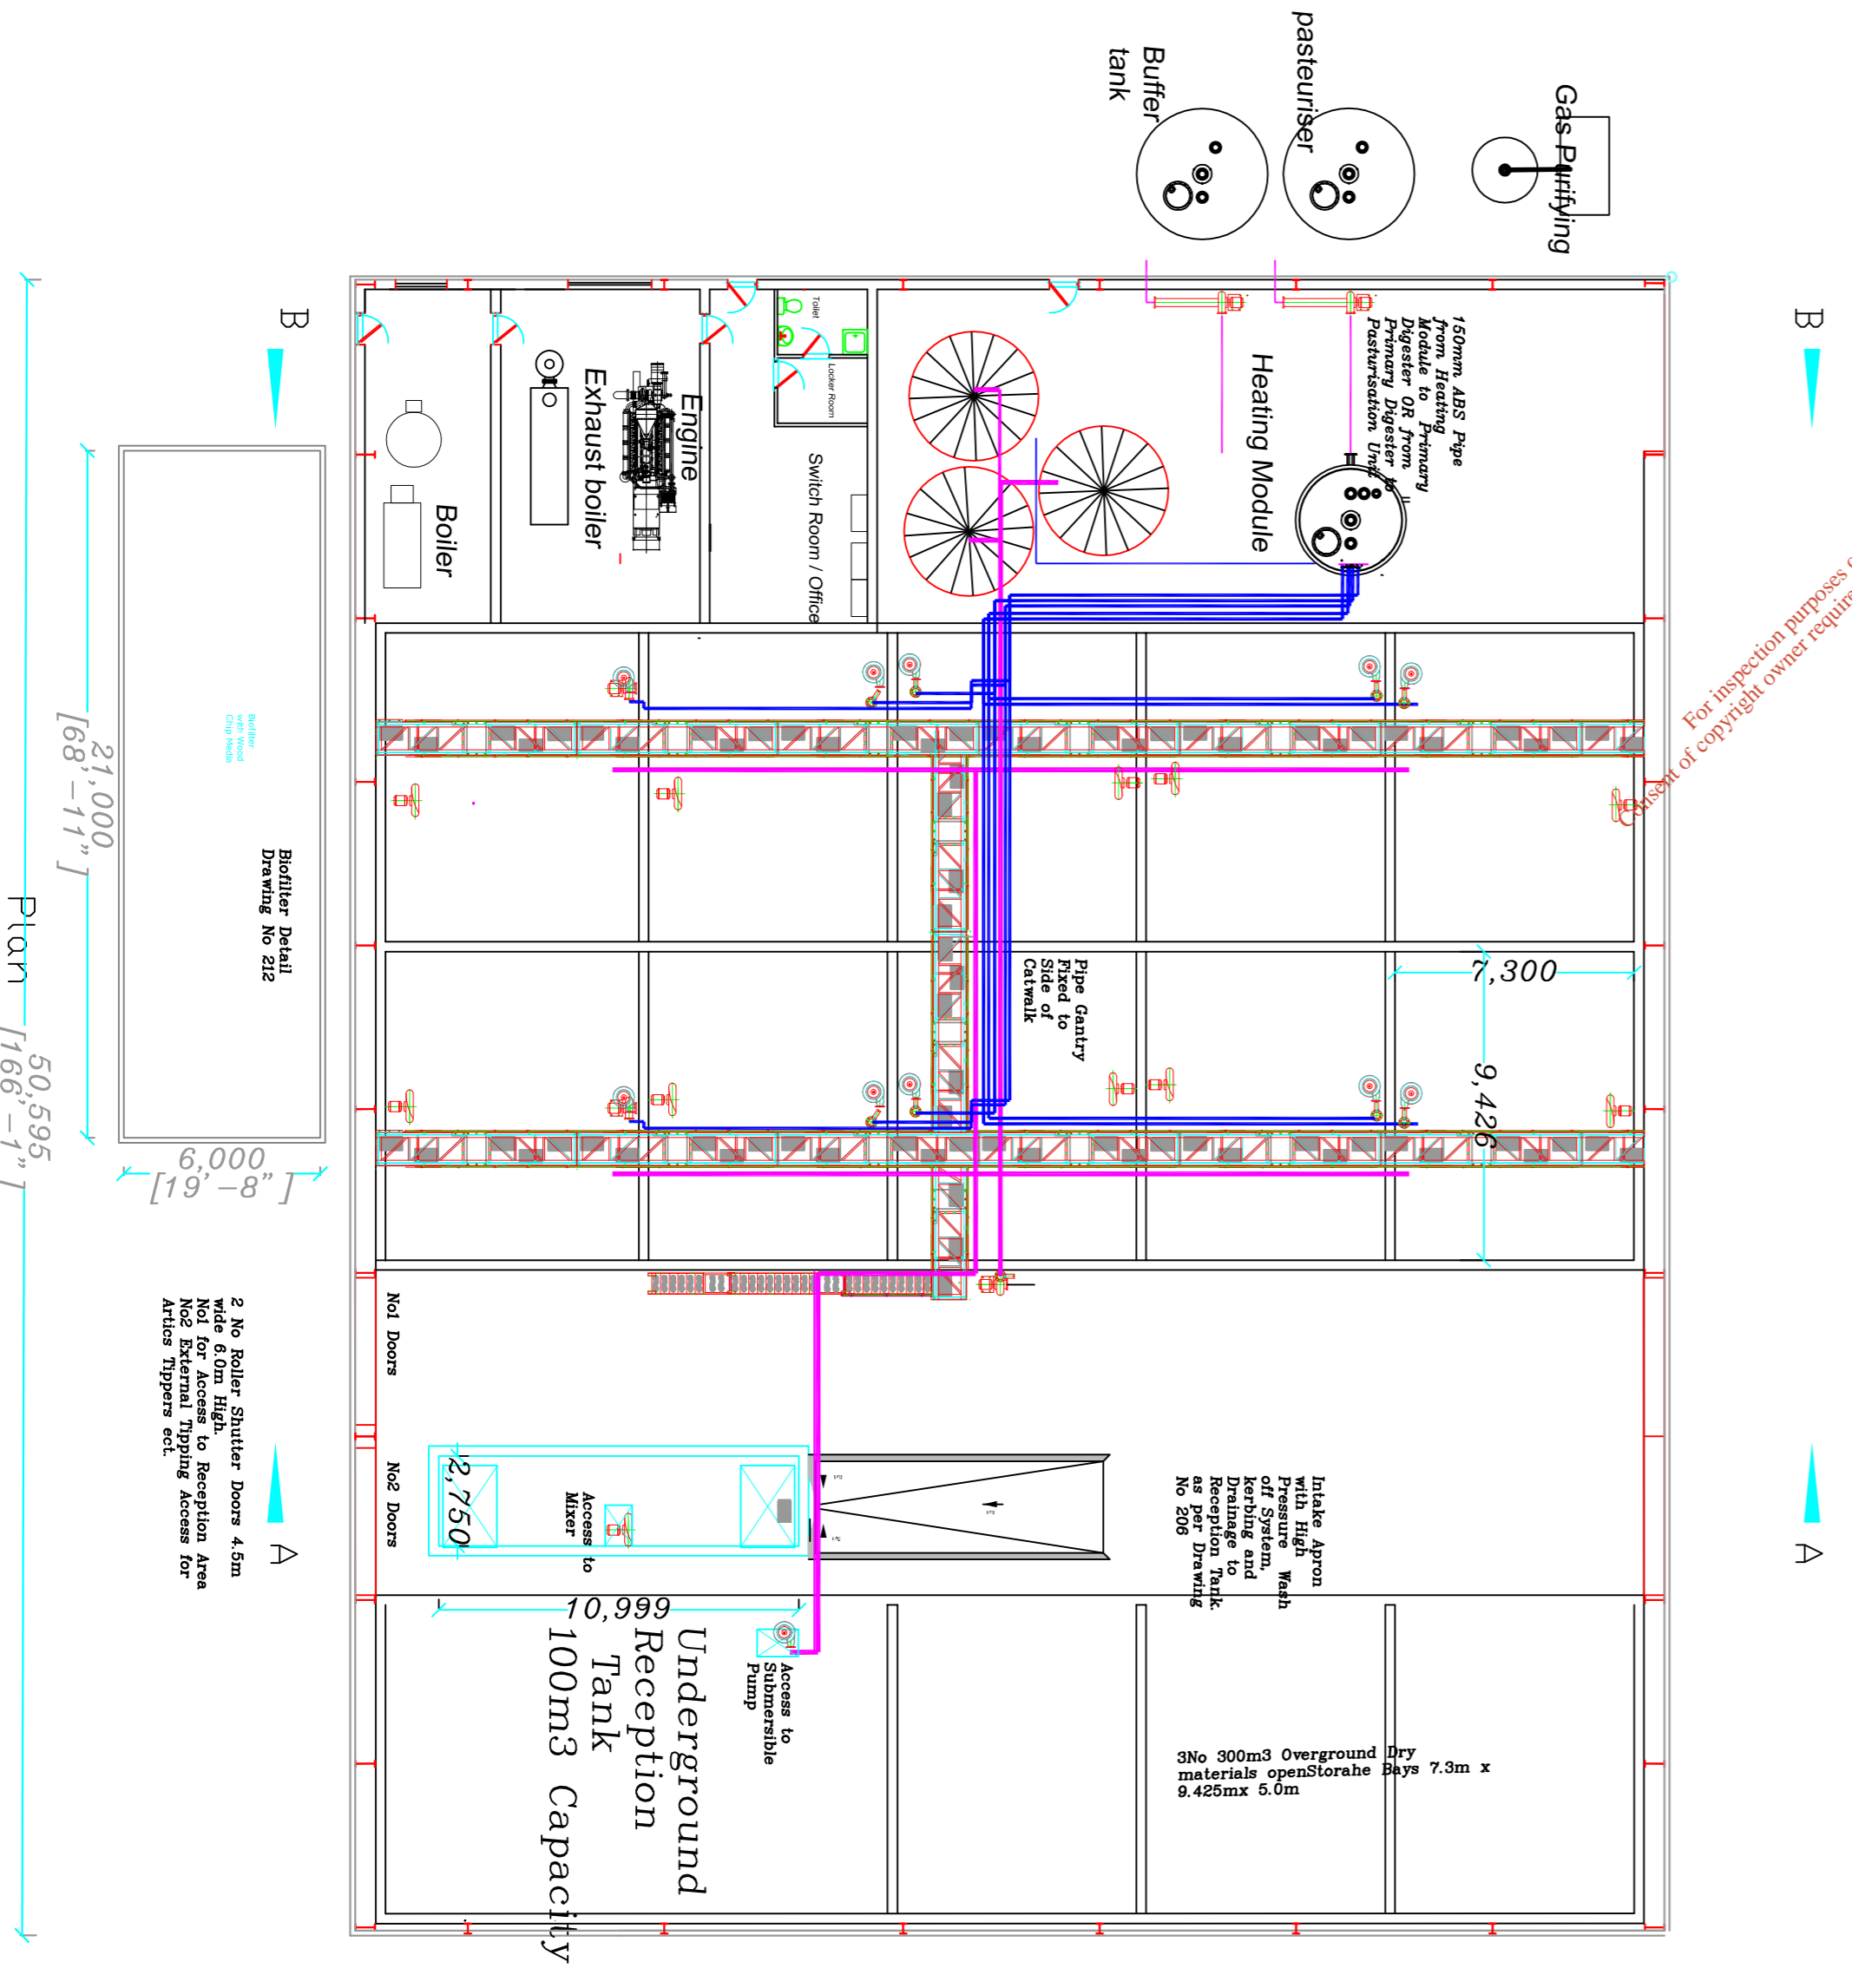 Gas Purifying
pasteuriser
Buffer
tank
B
B
150mm ABS Pipe
from Heating
Module to Primary
Digester OR from
Primary Digester to
Pasturisation Unit
"
Heating Module
Toilet
Locker Room
Switch Room / Office
Engine
Exhaust boiler
Boiler
For inspection purposes
Consent of copyright owner require
Biofilter
with Wood
Chip Media
Biofilter Detail
Drawing No 212
21,000
[68'-11"]
6,000
[19'-8"]
Plan
50,595
[166'-1"]
Pipe Gantry
Fixed to
Side of
Catwalk
7,300
9,426
No1 Doors
No2 Doors
2 No Roller Shutter Doors 4.5m
wide 6.0m High.
No1 for Access to Reception Area
No2 External Tipping Access for
Artics Tippers ect.
A
A
2,750
Access to
Mixer
10,999
Intake Apron
with High
Pressure Wash
off System,
kerbing and
Drainage to
Reception Tank.
as per Drawing
No 206
Access to
Submersible
Pump
Underground
Reception
Tank
100m3 Capacity
3No 300m3 Overground Dry
materials openStorahe Bays 7.3m x
9.425mx 5.0m